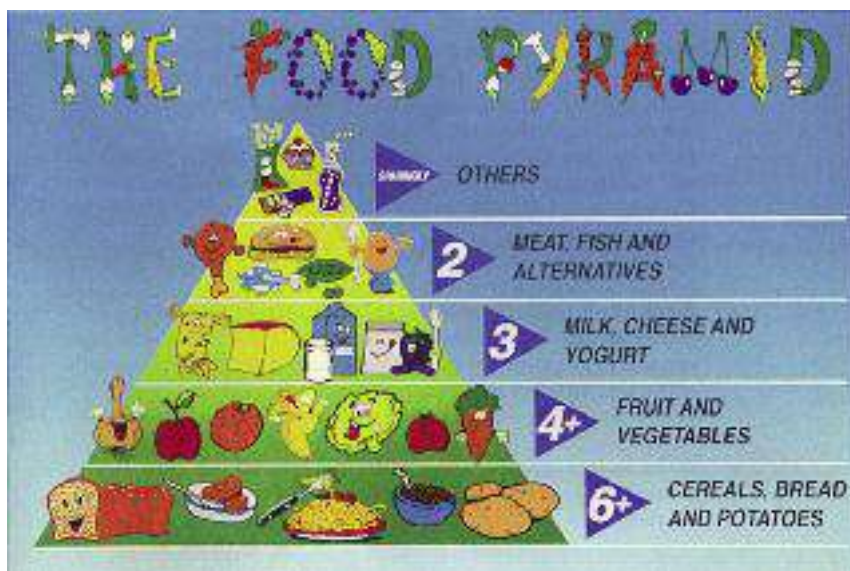 THE FOOD PYRAMID
SPARINGLY
OTHERS
2
MEAT, FISH AND
ALTERNATIVES
3
MILK, CHEESE AND
YOGURT
4+
FRUIT AND
VEGETABLES
6+
CEREALS, BREAD
AND POTATOES